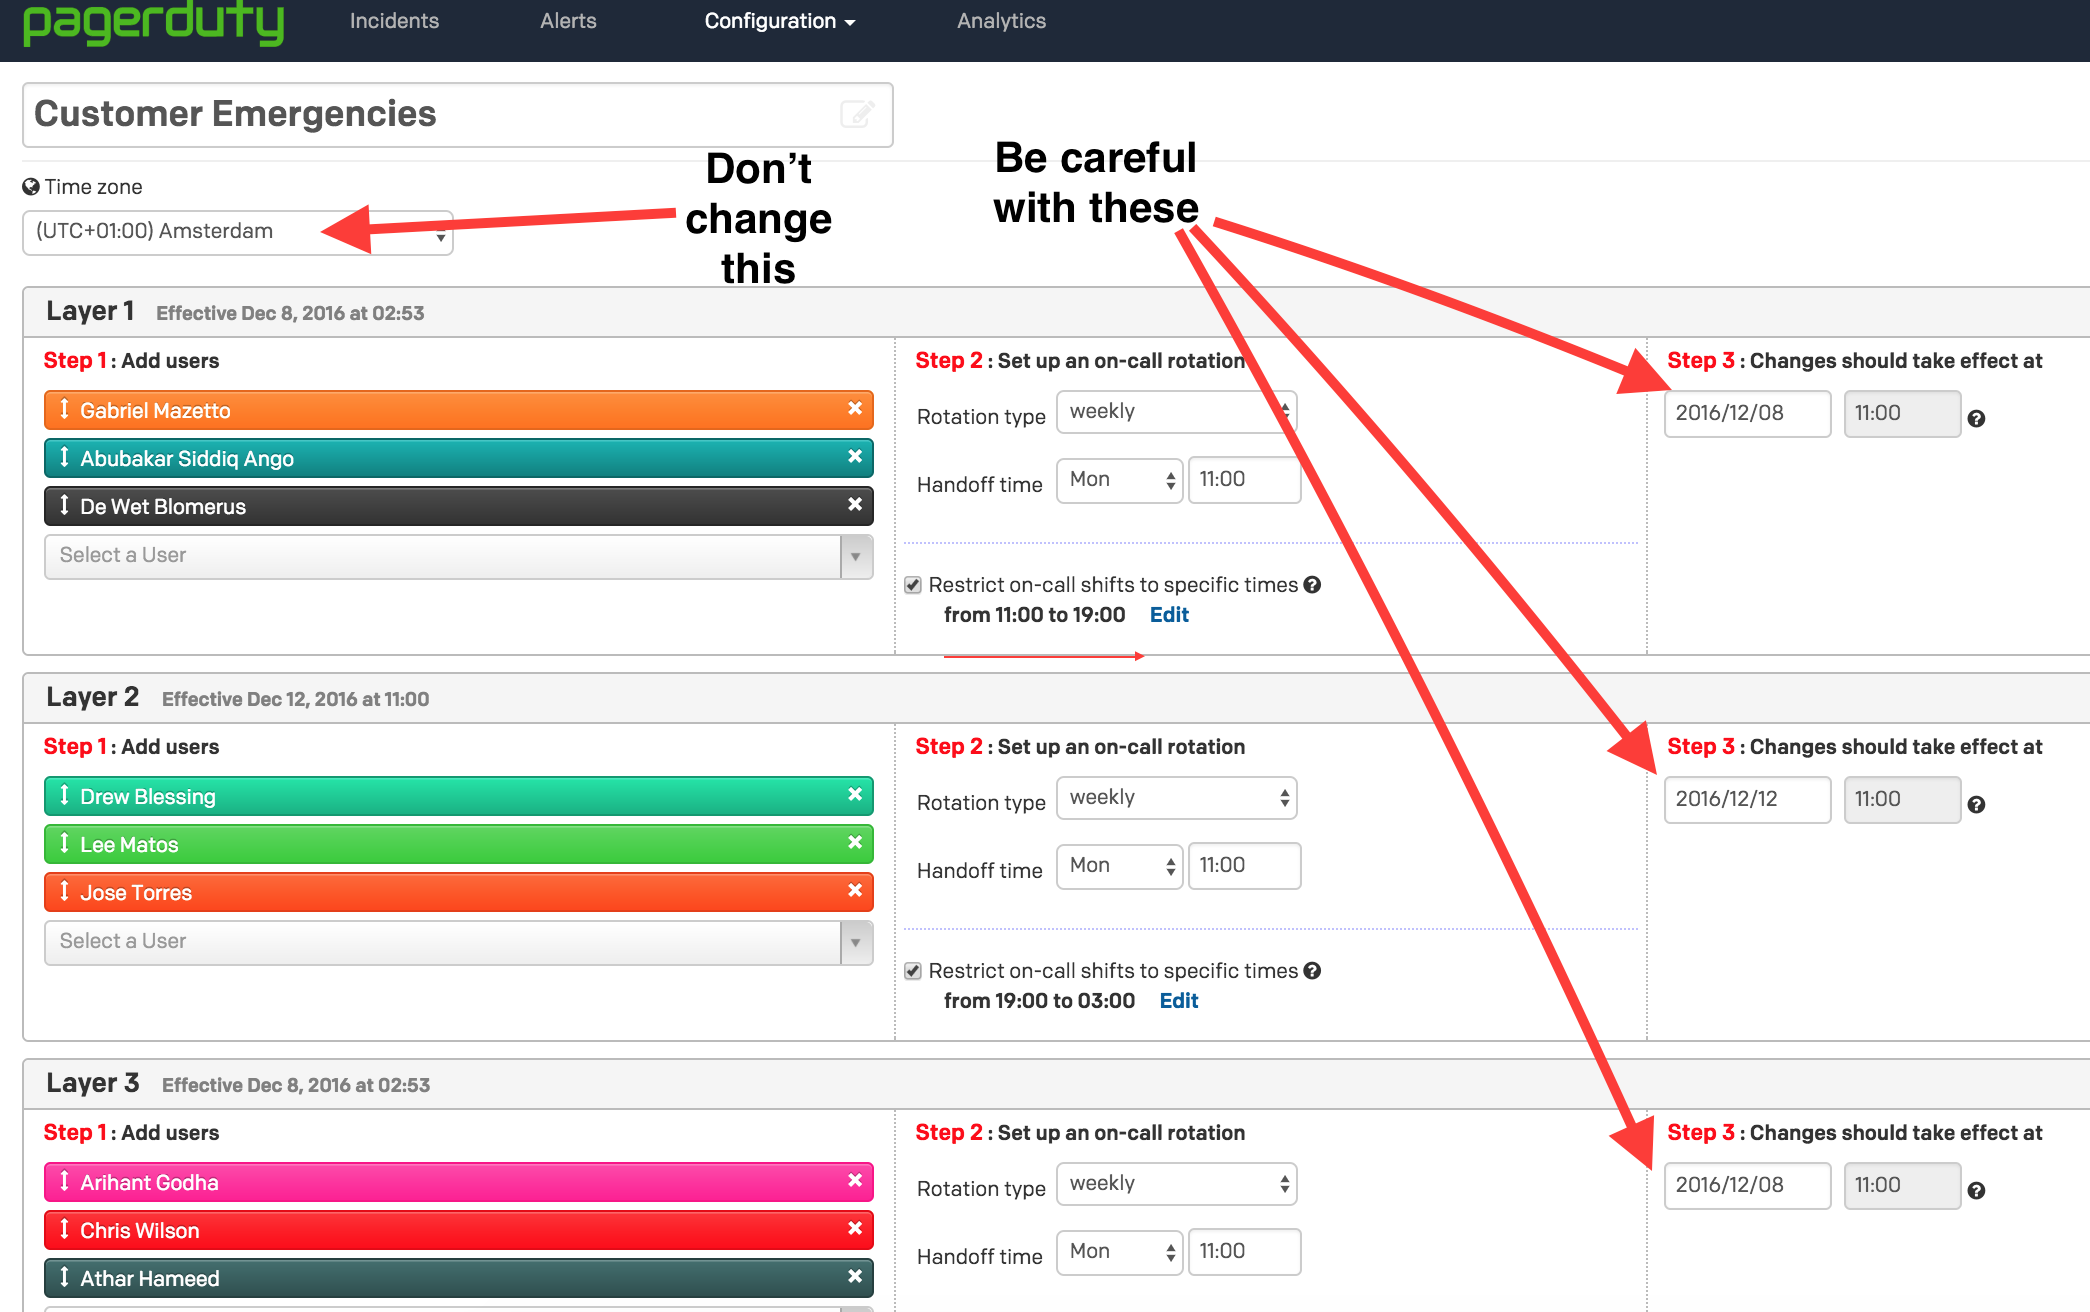 pagerduty
Incidents Alerts Configuration Analytics
Customer Emergencies
Time zone
(UTC+01:00) Amsterdam
Don't
change
this
Be careful
with these
Layer 1 Effective Dec 8, 2016 at 02:53
Step 1 : Add users
Gabriel Mazetto
Abubakar Siddiq Ango
De Wet Blomerus
Select a User
Step 2 : Set up an on-call rotation
Rotation type weekly
Handoff time Mon 11:00
Restrict on-call shifts to specific times
from 11:00 to 19:00 Edit
Step 3 : Changes should take effect at
2016/12/08 11:00
Layer 2 Effective Dec 12, 2016 at 11:00
Step 1 : Add users
Drew Blessing
Lee Matos
Jose Torres
Select a User
Step 2 : Set up an on-call rotation
Rotation type weekly
Handoff time Mon 11:00
Restrict on-call shifts to specific times
from 19:00 to 03:00 Edit
Step 3 : Changes should take effect at
2016/12/12 11:00
Layer 3 Effective Dec 8, 2016 at 02:53
Step 1 : Add users
Arihant Godha
Chris Wilson
Athar Hameed
Step 2 : Set up an on-call rotation
Rotation type weekly
Handoff time Mon 11:00
Step 3 : Changes should take effect at
2016/12/08 11:00